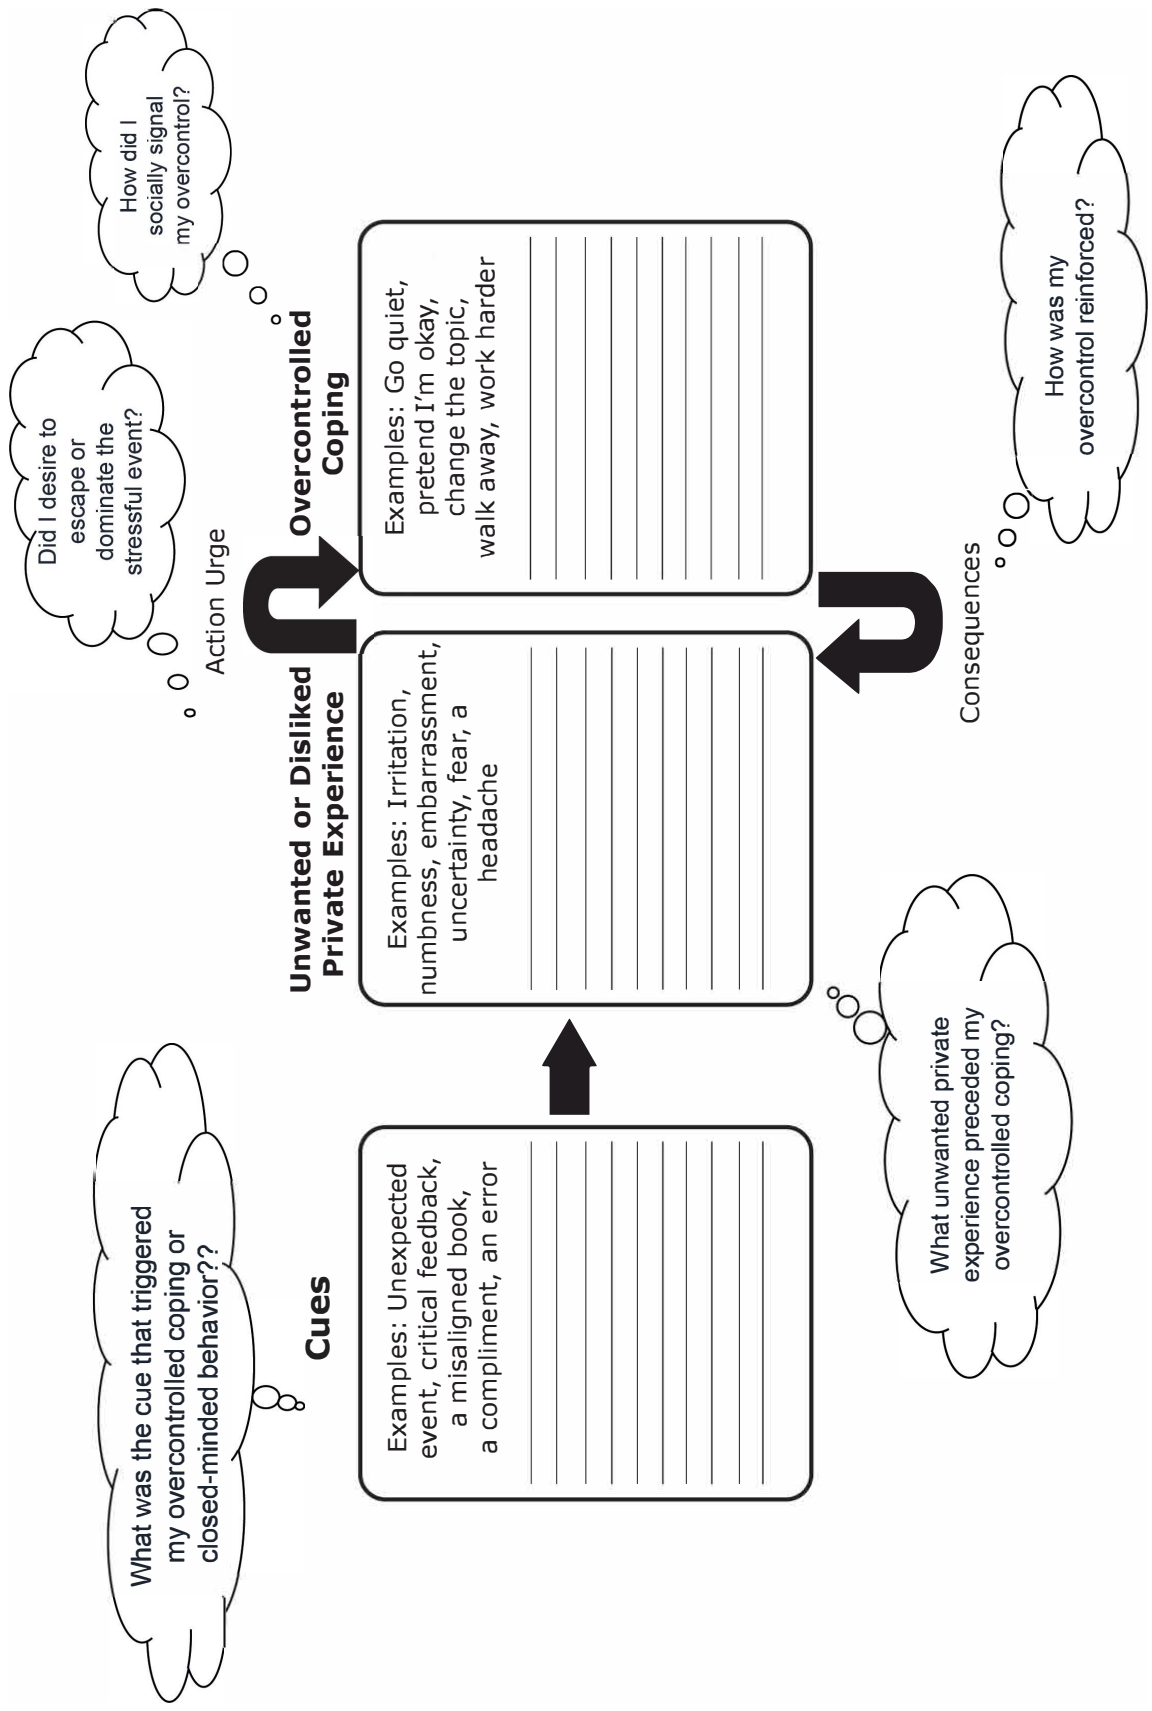 What was the cue that triggered
my overcontrolled coping or
closed-minded behavior??
Did I desire to
escape or
dominate the
stressful event?
How did I
socially signal
my overcontrol?
Action Urge
Cues
Unwanted or Disliked
Private Experience
Overcontrolled
Coping
Examples: Unexpected
event, critical feedback,
a misaligned book,
a compliment, an error
Examples: Irritation,
numbness, embarrassment,
uncertainty, fear, a
headache
Examples: Go quiet,
pretend I'm okay,
change the topic,
walk away, work harder
What unwanted private
experience preceded my
overcontrolled coping?
Consequences
How was my
overcontrol reinforced?